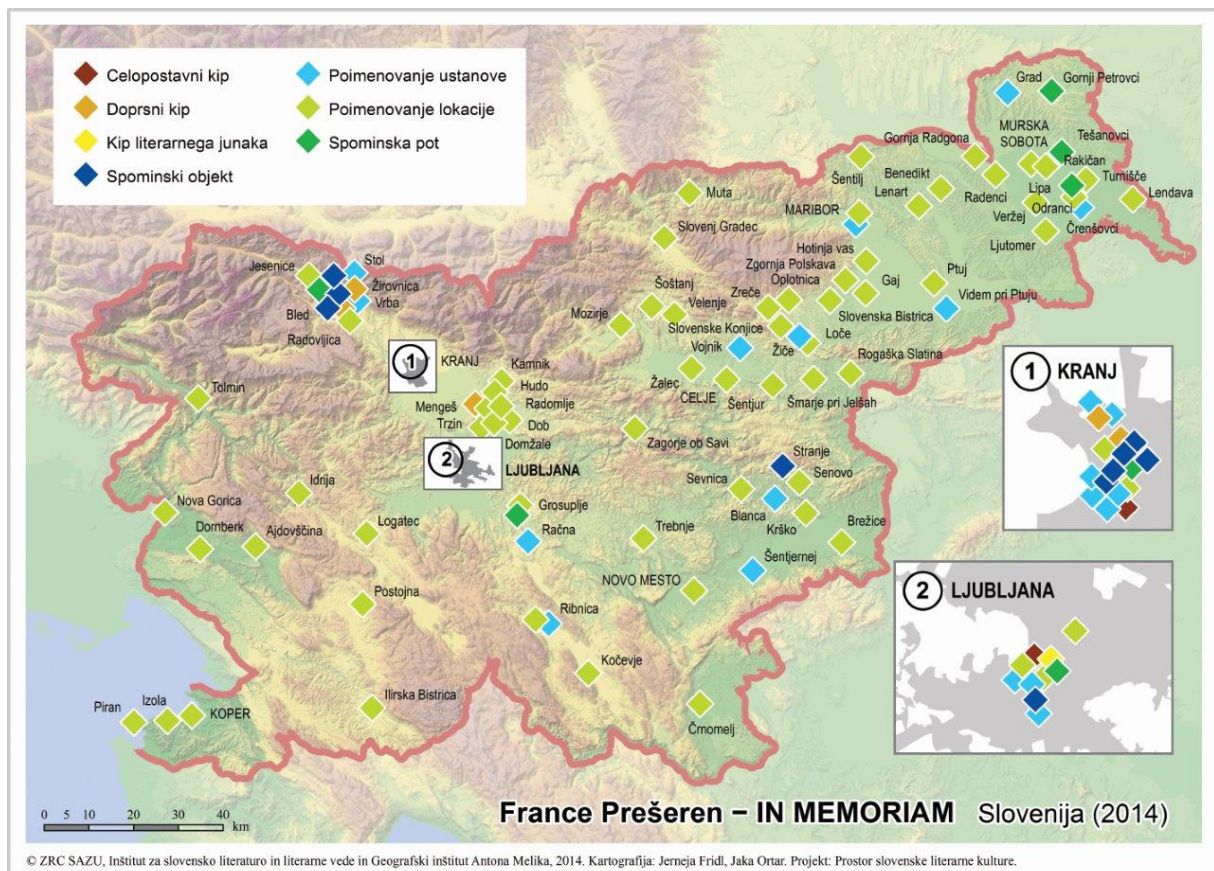 Celopostavni kip
Doprsni kip
Kip literarnega junaka
Spominski objekt
Poimenovanje ustanove
Poimenovanje lokacije
Spominska pot
Grad
Gornji Petrovci
MURSKA
SOBOTA
Tešanovci
Gornja Radgona
Rakičan
Šentilj
Benedikt
Turnišče
Lenart
Radenci
Lipa
Lendava
Muta
MARIBOR
Veržej
Odranci
Črenšovci
Slovenj Gradec
Ljutomer
Hotinja vas
Stol
Jesenice
Zgornja Polskava
Oplotnica
Ptuj
Žirovnica
Šoštanj
Zreče
Gaj
Vrba
Velenje
Videm pri Ptuju
Bled
Mozirje
Slovenska Bistrica
Radovljica
Slovenske Konjice
Loče
Vojnik
Žiče
Rogaška Slatina
1
KRANJ
Kamnik
1
KRANJ
Hudo
Žalec
CELJE
Šentjur
Šmarje pri Jelšah
Tolmin
Mengeš
Radomlje
Trzin
Dob
Domžale
Zagorje ob Savi
2
LJUBLJANA
Stranje
Senovo
Sevnica
Idrija
Nova Gorica
Grosuplje
Blanca
Dornberk
Ajdovščina
Logatec
Račna
Trebnje
Krško
Brežice
Šentjernej
2
LJUBLJANA
NOVO MESTO
Postojna
Ribnica
Kočevje
Ilirska Bistrica
Piran
Izola
KOPER
Črnomelj
0 5 10 20 30 40
km
France Prešeren – IN MEMORIAM Slovenija (2014)
© ZRC SAZU, Inštitut za slovensko literaturo in literarne vede in Geografski inštitut Antona Melika, 2014. Kartografija: Jerneja Fridl, Jaka Ortar. Projekt: Prostor slovenske literarne kulture.